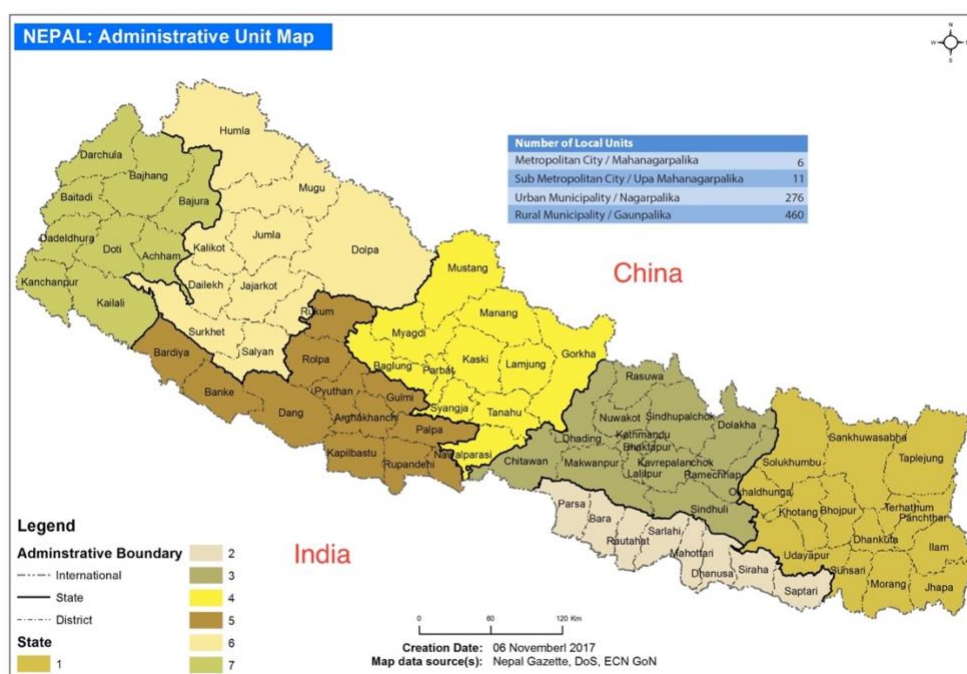 NEPAL: Administrative Unit Map
N
W
S
Number of Local Units
Metropolitan City / Mahanagarpalika 6
Sub Metropolitan City / Upa Mahanagarpalika 11
Urban Municipality / Nagarpalika 276
Rural Municipality / Gaunpalika 460
China
India
Humla
Darchula
Bajhang
Mugu
Baitadi
Bajura
Dadeldhura
Doti
Achham
Kalikot
Jumla
Dolpa
Kanchanpur
Kailali
Dailekh
Jajarkot
Surkhet
Salyan
Rukum
Mustang
Manang
Myagdi
Kaski
Lamjung
Gorkha
Baglung
Parbat
Syangja
Tanahu
Bardiya
Banke
Dang
Rolpa
Pyuthan
Gulmi
Arghakhanchi
Palpa
Kapilbastu
Rupandehi
Nawalparasi
Rasuwa
Nuwakot
Sindhupalchok
Dolakha
Dhading
Kathmandu
Bhaktapur
Chitawan
Makwanpur
Lalitpur
Kavrepalanchok
Ramechhap
Sindhuli
Sankhuwasabha
Taplejung
Solukhumbu
Okhaldhunga
Khotang
Bhojpur
Terhathum
Panchthar
Dhankuta
Ilam
Udayapur
Sunsari
Morang
Jhapa
Parsa
Bara
Rautahat
Sarlahi
Mahottari
Dhanusa
Siraha
Saptari
Legend
Adminstrative Boundary
International
State
District
State
1
2
3
4
5
6
7
0 60 120 Km
Creation Date: 06 Novemberl 2017
Map data source(s): Nepal Gazette, DoS, ECN GoN